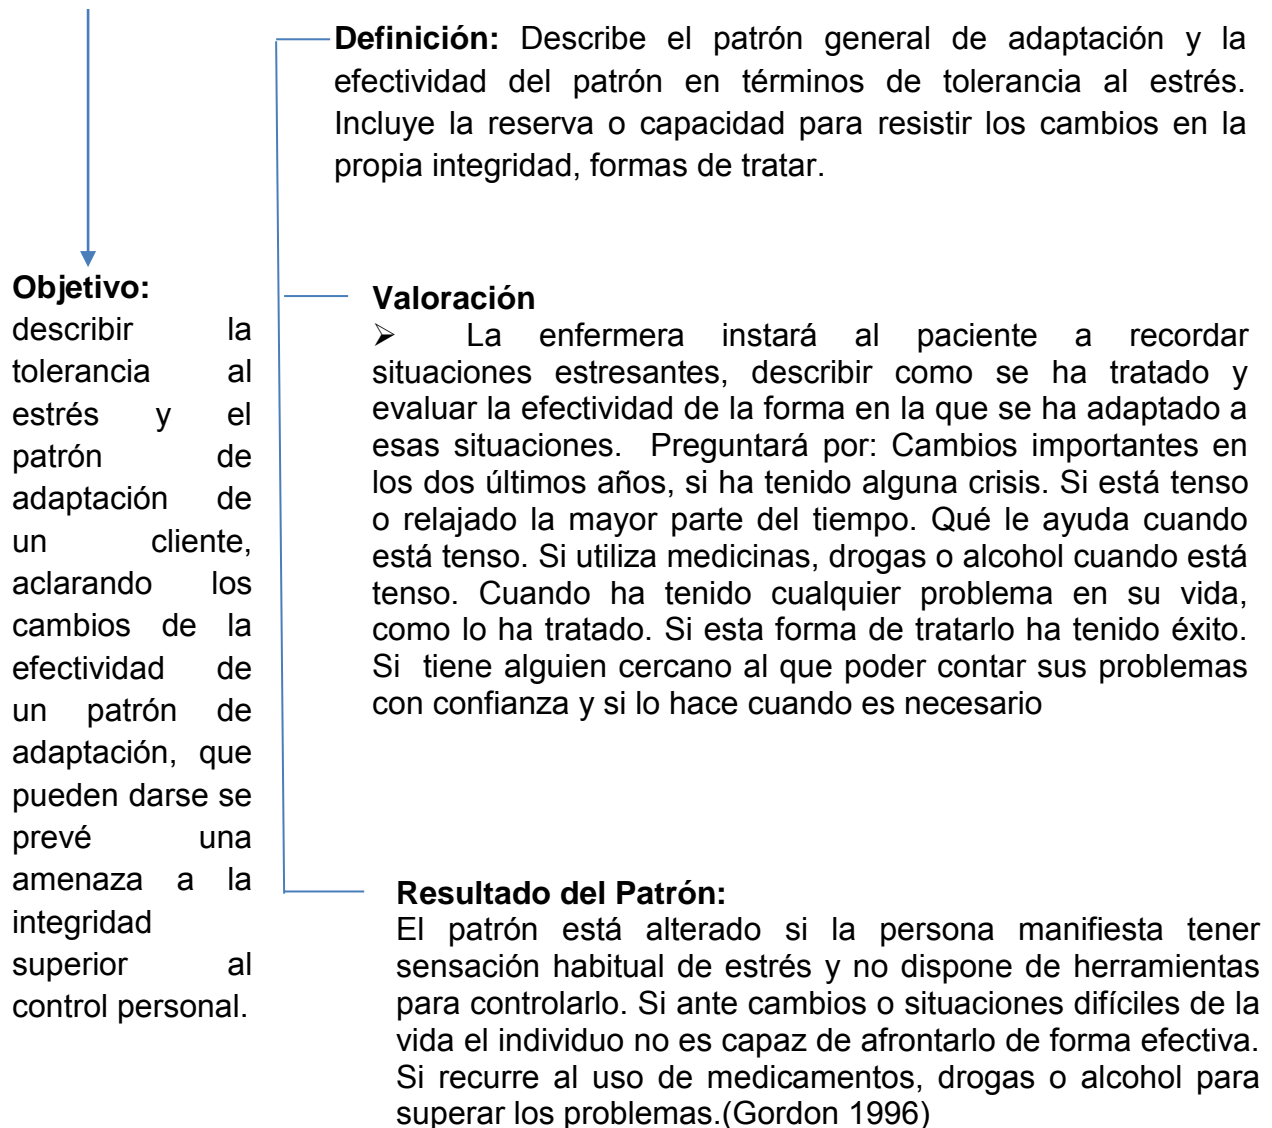 Definición: Describe el patrón general de adaptación y la
efectividad del patrón en términos de tolerancia al estrés.
Incluye la reserva o capacidad para resistir los cambios en la
propia integridad, formas de tratar.
Objetivo:
describir la
tolerancia al
estrés y el
patrón de
adaptación de
un cliente,
aclarando los
cambios de la
efectividad de
un patrón de
adaptación, que
pueden darse se
prevé una
amenaza a la
integridad
superior al
control personal.
Valoración
➢ La enfermera instará al paciente a recordar
situaciones estresantes, describir como se ha tratado y
evaluar la efectividad de la forma en la que se ha adaptado a
esas situaciones. Preguntará por: Cambios importantes en
los dos últimos años, si ha tenido alguna crisis. Si está tenso
o relajado la mayor parte del tiempo. Qué le ayuda cuando
está tenso. Si utiliza medicinas, drogas o alcohol cuando está
tenso. Cuando ha tenido cualquier problema en su vida,
como lo ha tratado. Si esta forma de tratarlo ha tenido éxito.
Si tiene alguien cercano al que poder contar sus problemas
con confianza y si lo hace cuando es necesario
Resultado del Patrón:
El patrón está alterado si la persona manifiesta tener
sensación habitual de estrés y no dispone de herramientas
para controlarlo. Si ante cambios o situaciones difíciles de la
vida el individuo no es capaz de afrontarlo de forma efectiva.
Si recurre al uso de medicamentos, drogas o alcohol para
superar los problemas.(Gordon 1996)